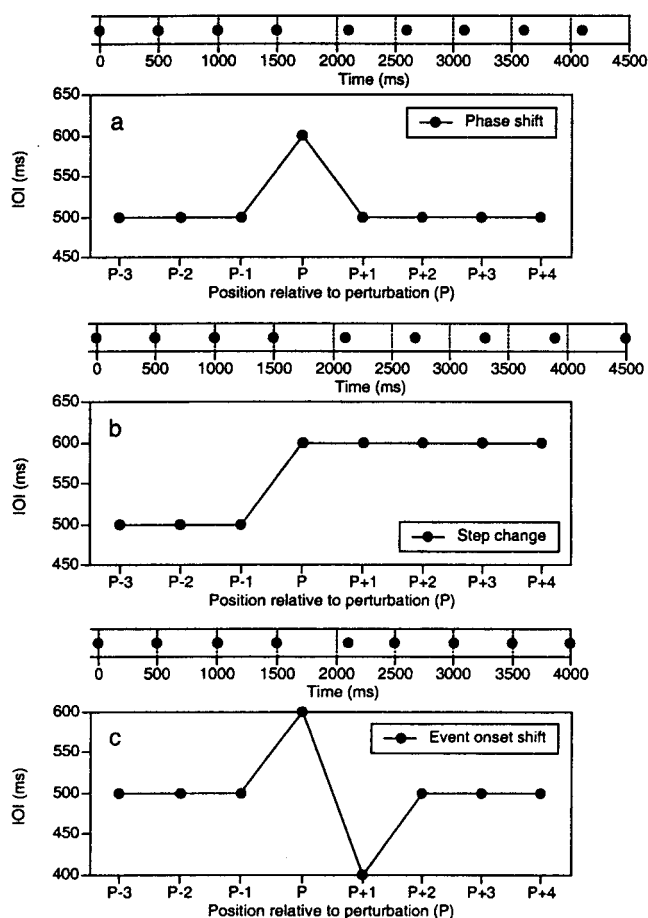 0 500 1000 1500 2000 2500 3000 3500 4000 4500
Time (ms)
650
a
Phase shift
600
IOI (ms)
550
500
450
P-3 P-2 P-1 P P+1 P+2 P+3 P+4
Position relative to perturbation (P)
0 500 1000 1500 2000 2500 3000 3500 4000 4500
Time (ms)
650
b
600
IOI (ms)
550
500
Step change
450
P-3 P-2 P-1 P P+1 P+2 P+3 P+4
Position relative to perturbation (P)
0 500 1000 1500 2000 2500 3000 3500 4000
Time (ms)
600
c
Event onset shift
550
IOI (ms)
500
450
400
P-3 P-2 P-1 P P+1 P+2 P+3 P+4
Position relative to perturbation (P)